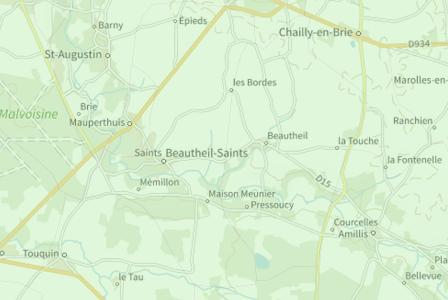 Épieds
Barny
Chailly-en-Brie
D934
St-Augustin
les Bordes
Marolles-en-
Brie
Malvoisine
Mauperthuis
Ranchien
Beautheil
la Touche
Saints
Beautheil-Saints
la Fontenelle
Mémillon
D15
Maison Meunier
Pressoucy
Courcelles
Amillis
Touquin
Pla
le Tau
Bellevue